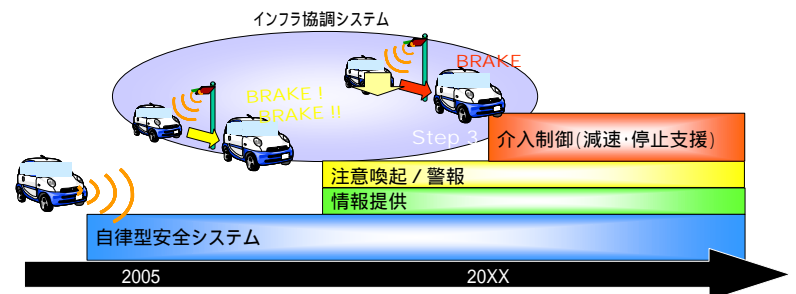 インフラ協調システム
BRAKE
BRAKE !
BRAKE !!
Step 3
介入制御(減速･停止支援)
注意喚起 / 警報
情報提供
自律型安全システム
2005
20XX